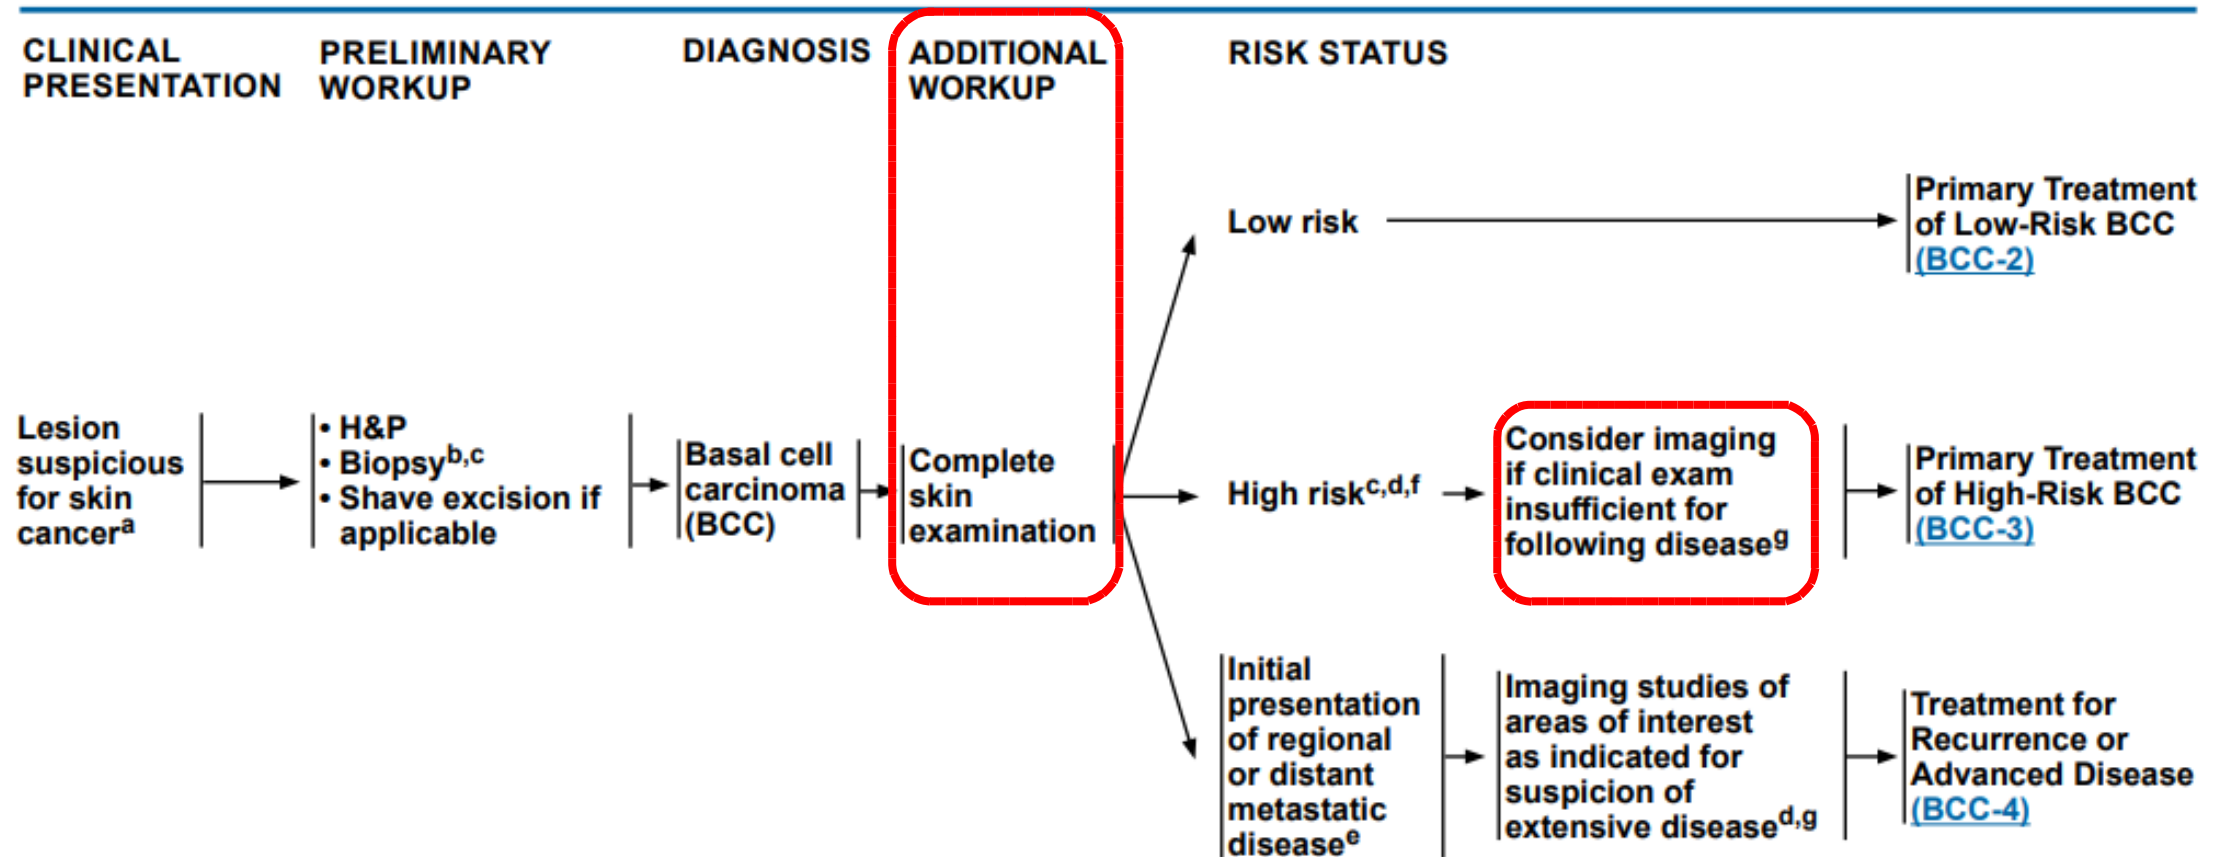 CLINICAL
PRESENTATION
PRELIMINARY
WORKUP
DIAGNOSIS
ADDITIONAL
WORKUP
RISK STATUS
Lesion
suspicious
for skin
cancerᵃ
• H&P
• Biopsyᵇ,ᶜ
• Shave excision if
applicable
Basal cell
carcinoma
(BCC)
Complete
skin
examination
Low risk
Primary Treatment
of Low-Risk BCC
(BCC-2)
High riskᶜ,ᵈ,ᶠ
Consider imaging
if clinical exam
insufficient for
following diseaseᵍ
Primary Treatment
of High-Risk BCC
(BCC-3)
Initial
presentation
of regional
or distant
metastatic
diseaseᵉ
Imaging studies of
areas of interest
as indicated for
suspicion of
extensive diseaseᵈ,ᵍ
Treatment for
Recurrence or
Advanced Disease
(BCC-4)